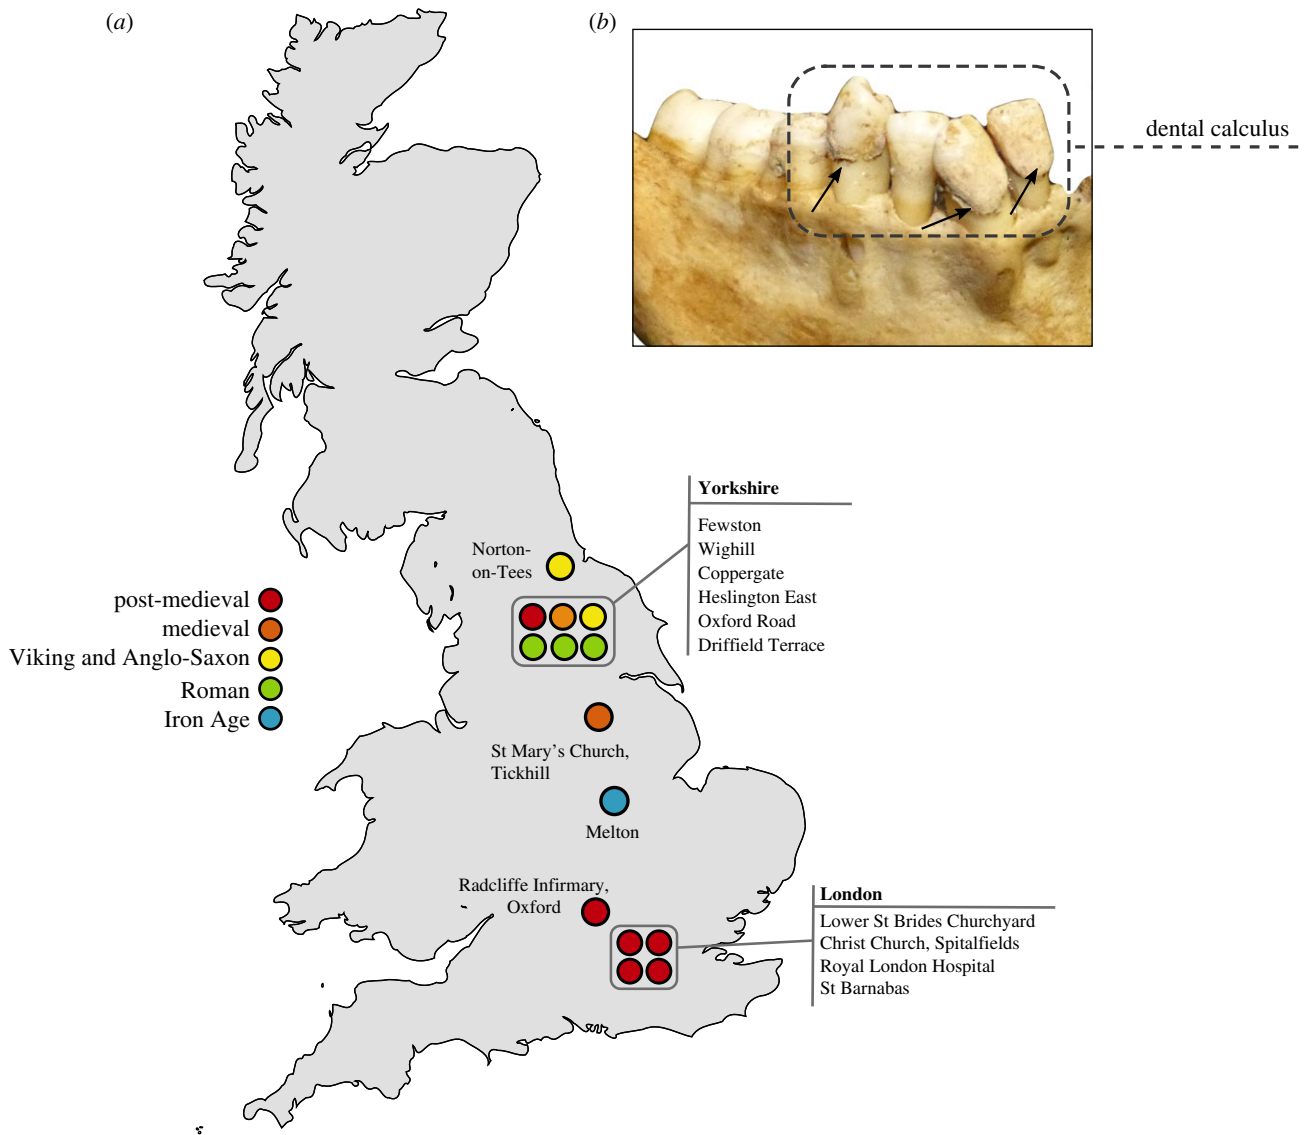 (a)
(b)
dental calculus
Yorkshire
Fewston
Wighill
Coppergate
Heslington East
Oxford Road
Driffield Terrace
Norton-
on-Tees
post-medieval
medieval
Viking and Anglo-Saxon
Roman
Iron Age
St Mary’s Church,
Tickhill
Melton
Radcliffe Infirmary,
Oxford
London
Lower St Brides Churchyard
Christ Church, Spitalfields
Royal London Hospital
St Barnabas